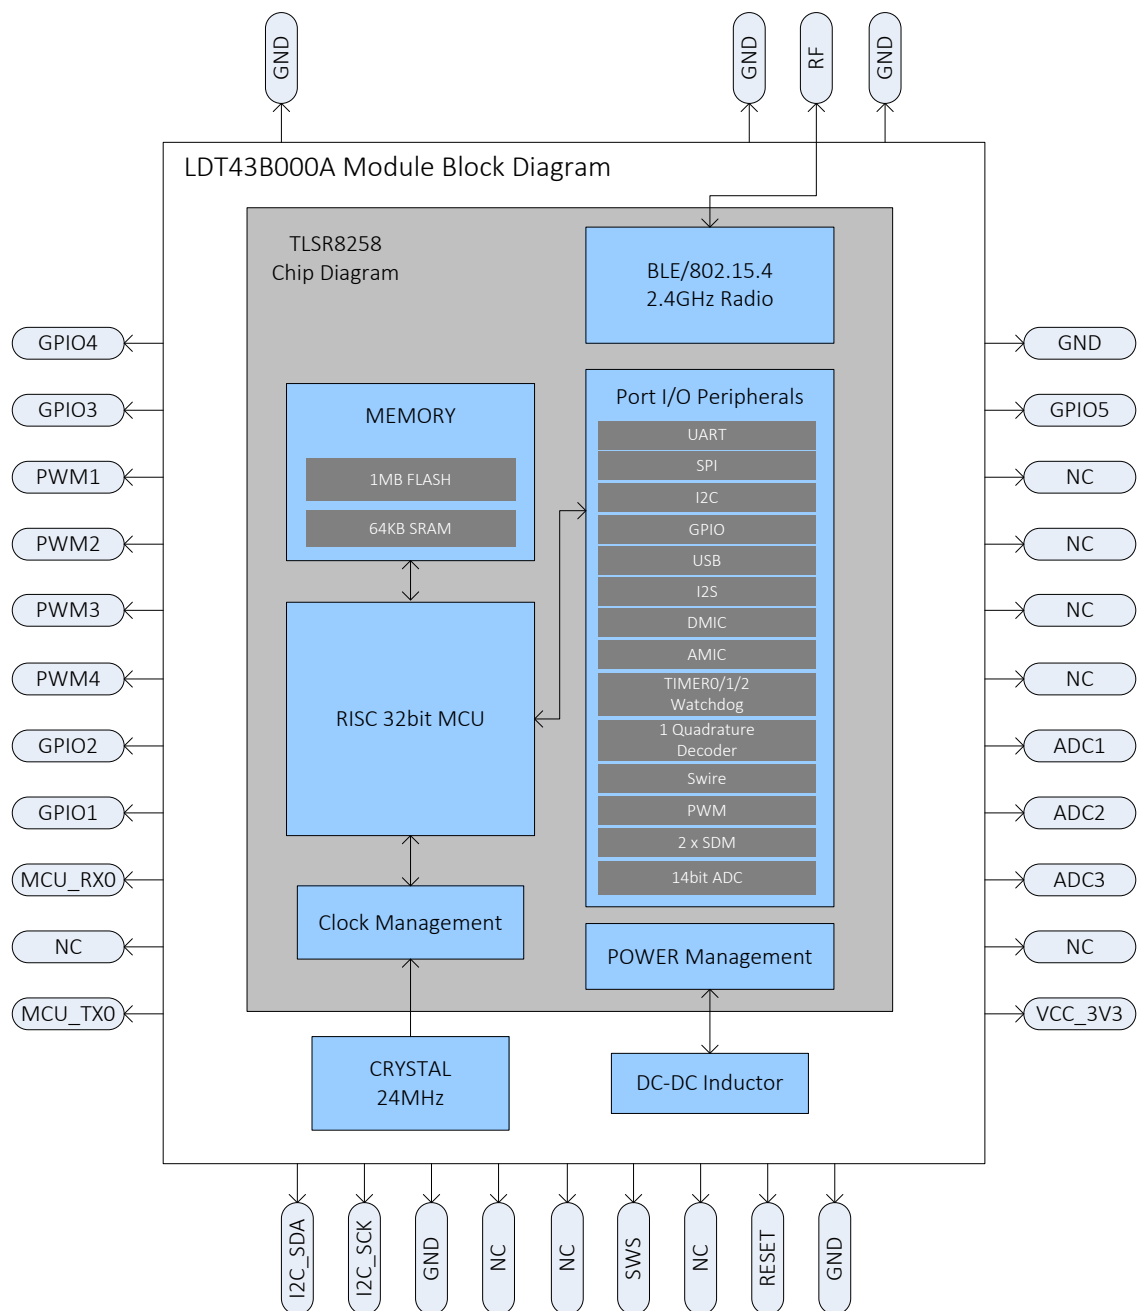 GND
GND
RF
GND
LDT43B000A Module Block Diagram
TLSR8258
Chip Diagram
BLE/802.15.4
2.4GHz Radio
MEMORY
1MB FLASH
64KB SRAM
RISC 32bit MCU
Clock Management
CRYSTAL
24MHz
Port I/O Peripherals
UART
SPI
I2C
GPIO
USB
I2S
DMIC
AMIC
TIMER0/1/2
Watchdog
1 Quadrature
Decoder
Swire
PWM
2 x SDM
14bit ADC
POWER Management
DC-DC Inductor
GPIO4
GPIO3
PWM1
PWM2
PWM3
PWM4
GPIO2
GPIO1
MCU_RX0
NC
MCU_TX0
GND
GPIO5
NC
NC
NC
NC
ADC1
ADC2
ADC3
NC
VCC_3V3
I2C_SDA
I2C_SCK
GND
NC
NC
SWS
NC
RESET
GND